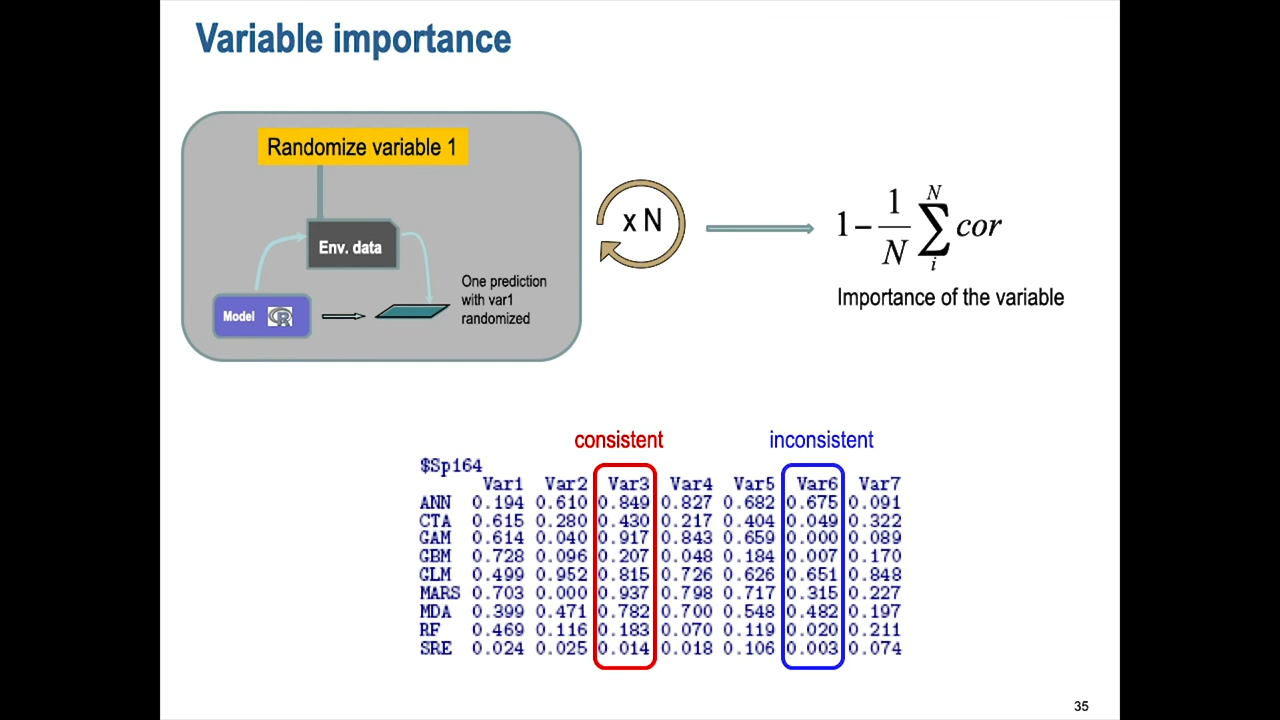 Variable importance
Randomize variable 1
Env. data
Model R
One prediction
with var1
randomized
x N
1 − 1/N ∑ i N cor
Importance of the variable
consistent inconsistent
$Sp164
Var1 Var2 Var3 Var4 Var5 Var6 Var7
ANN 0.194 0.610 0.849 0.827 0.682 0.675 0.091
CTA 0.615 0.280 0.430 0.217 0.404 0.049 0.322
GAM 0.614 0.040 0.917 0.843 0.659 0.000 0.089
GBM 0.728 0.096 0.207 0.048 0.184 0.007 0.170
GLM 0.499 0.952 0.815 0.726 0.626 0.651 0.848
MARS 0.703 0.000 0.937 0.798 0.717 0.315 0.227
MDA 0.399 0.471 0.782 0.700 0.548 0.482 0.197
RF 0.469 0.116 0.183 0.070 0.119 0.020 0.211
SRE 0.024 0.025 0.014 0.018 0.106 0.003 0.074
35